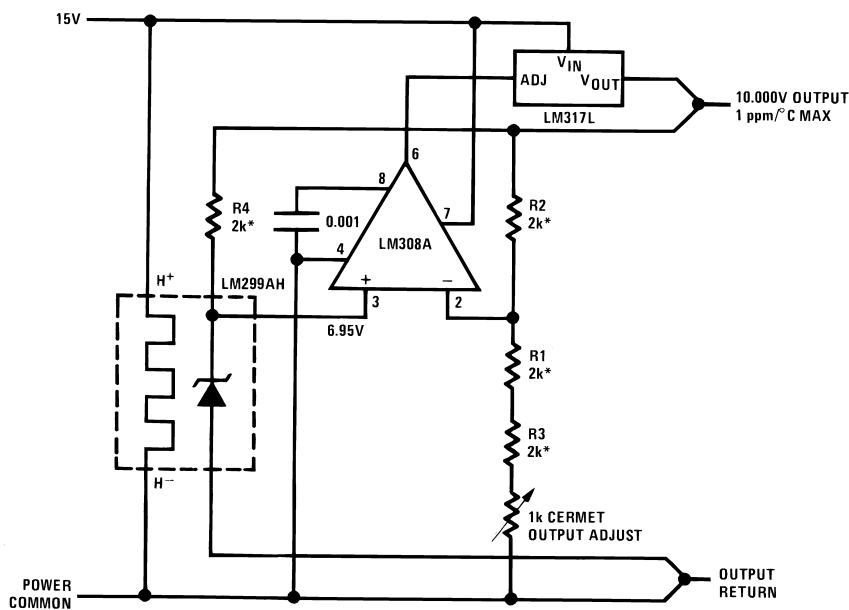 15V
VIN
ADJ
VOUT
LM317L
10.000V OUTPUT
1 ppm/°C MAX
6
8
R4
2k*
0.001
7
R2
2k*
4
LM308A
H+
LM299AH
+
−
3
2
6.95V
R1
2k*
R3
2k*
H−
1k CERMET
OUTPUT ADJUST
POWER
COMMON
OUTPUT
RETURN